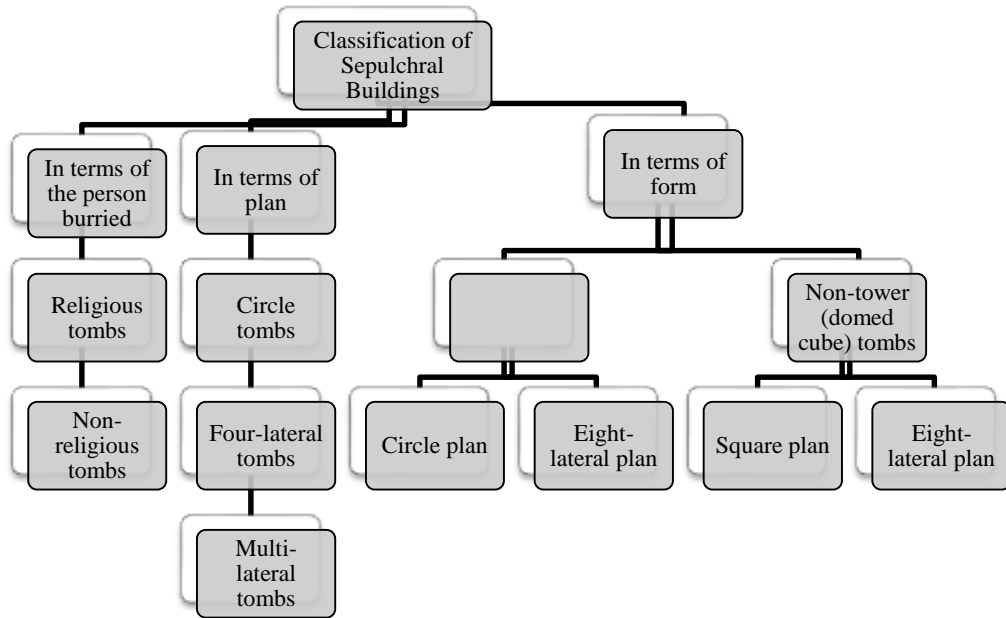 Classification of
Sepulchral
Buildings
In terms of
the person
burried
In terms of
plan
In terms of
form
Religious
tombs
Circle
tombs
Non-tower
(domed
cube) tombs
Non-
religious
tombs
Four-lateral
tombs
Circle plan
Eight-
lateral plan
Square plan
Eight-
lateral plan
Multi-
lateral
tombs